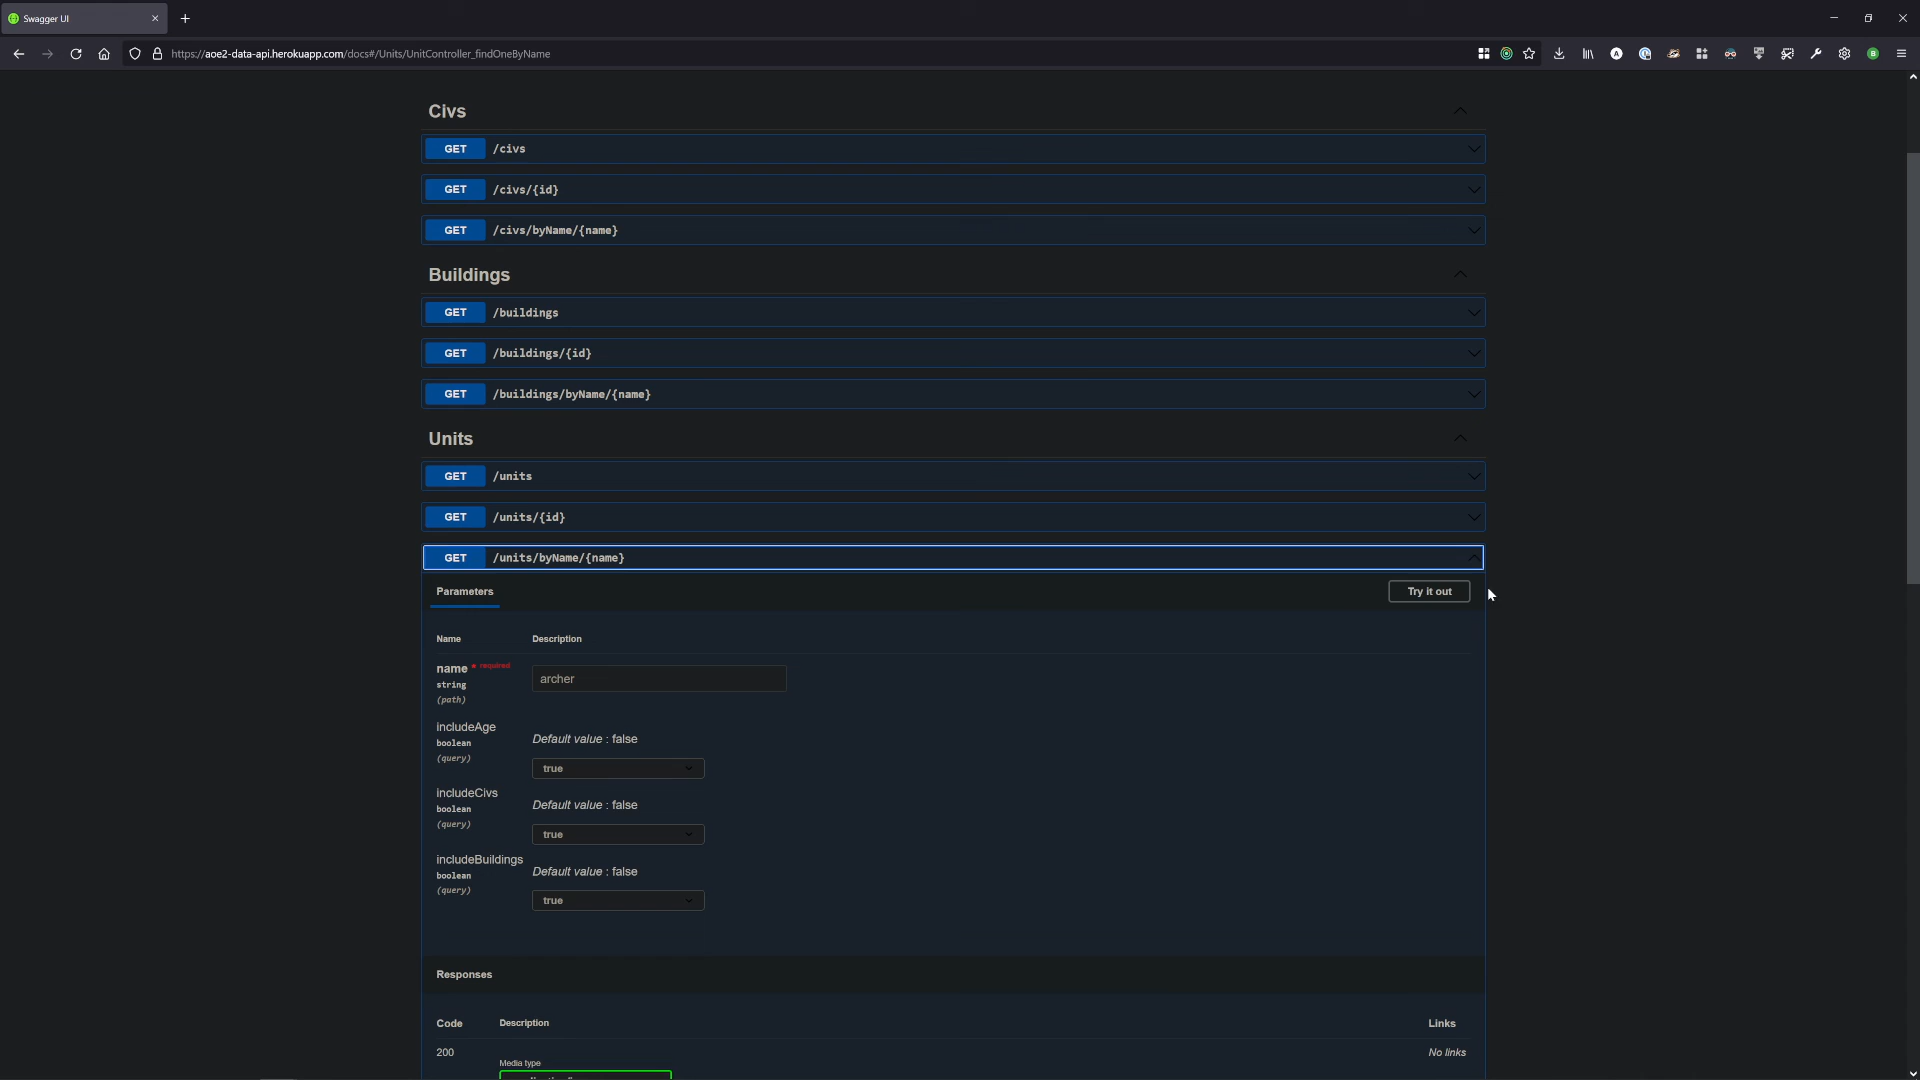 Swagger UI
https://aoe2-data-api.herokuapp.com/docs#/Units/UnitController_findOneByName
Civs
GET /civs
GET /civs/{id}
GET /civs/byName/{name}
Buildings
GET /buildings
GET /buildings/{id}
GET /buildings/byName/{name}
Units
GET /units
GET /units/{id}
GET /units/byName/{name}
Parameters Try it out
Name Description
name * required
string
(path)
archer
includeAge
boolean
(query)
Default value : false
true
includeCivs
boolean
(query)
Default value : false
true
includeBuildings
boolean
(query)
Default value : false
true
Responses
Code Description Links
200 No links
Media type